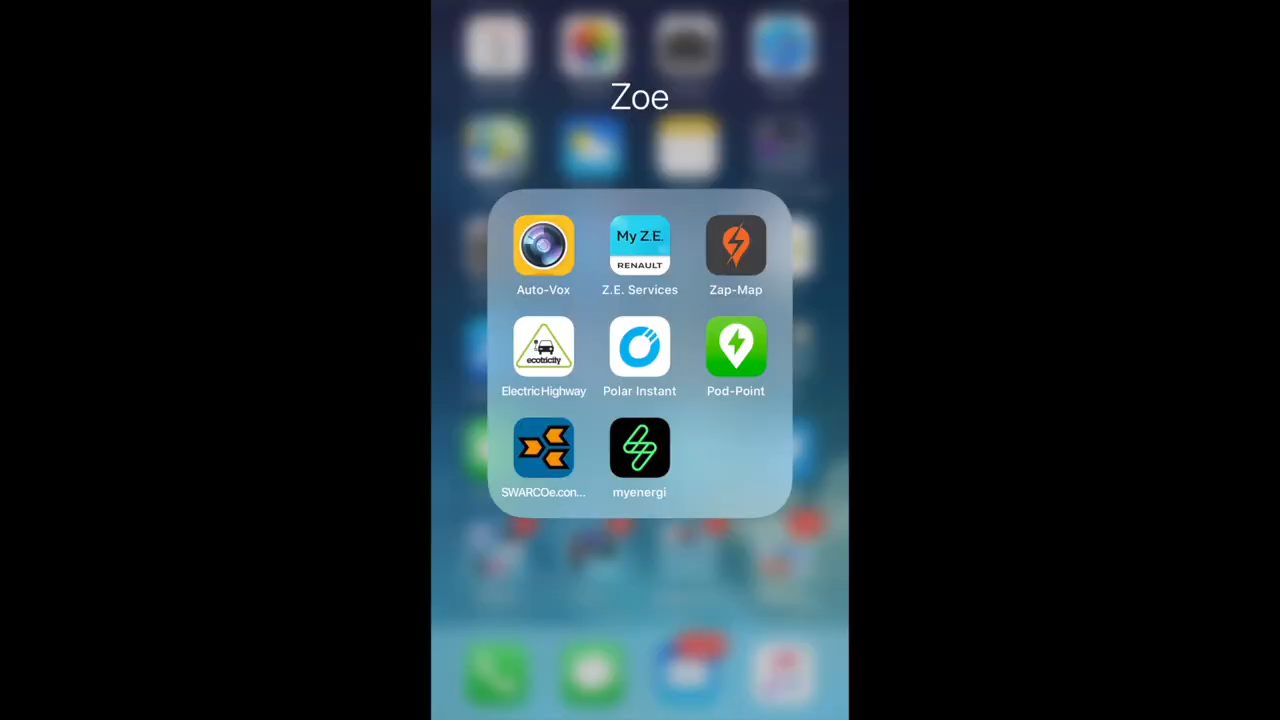 Zoe
My Z.E.
RENAULT
Auto-Vox
Z.E. Services
Zap-Map
ecotricity
Electric Highway
Polar Instant
Pod-Point
SWARCOe.con...
myenergi